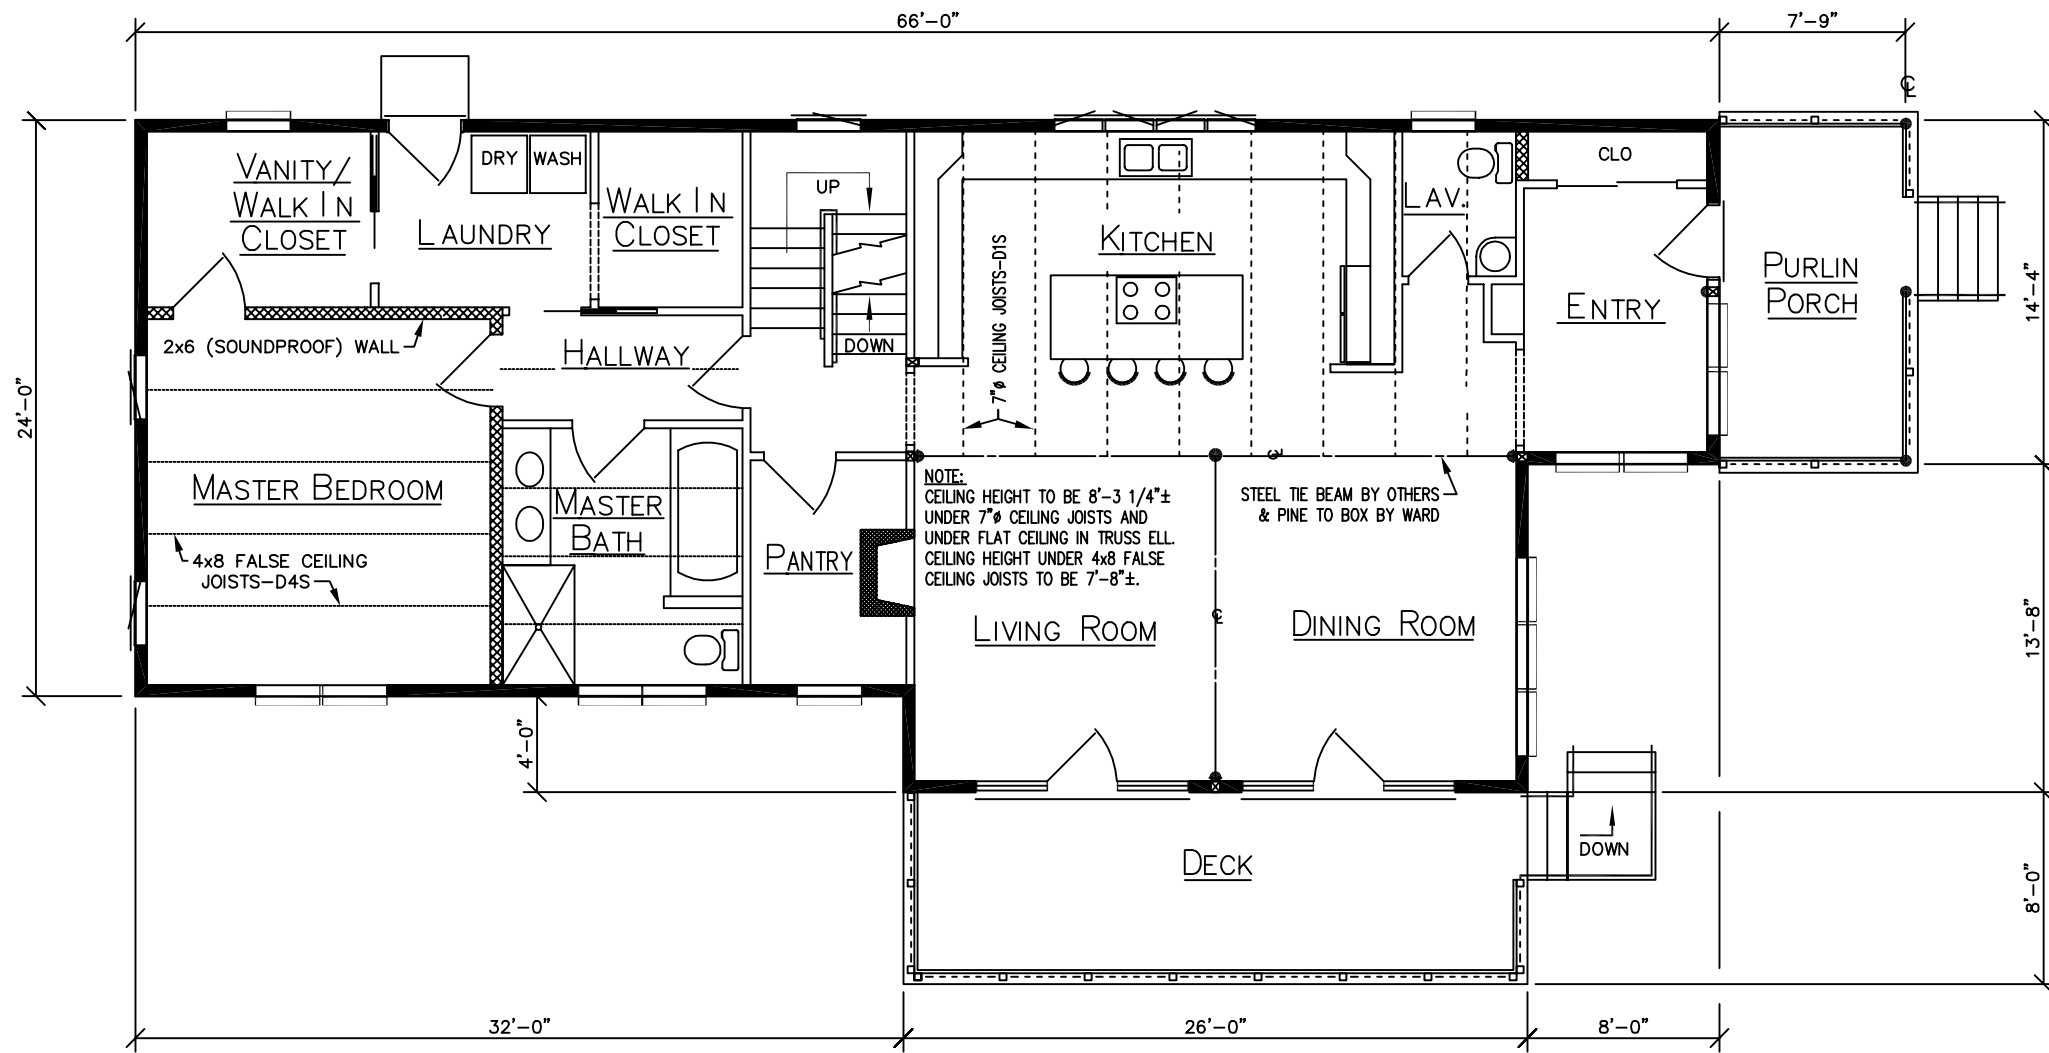 66'-0"
7'-9"
℄
24'-0"
14'-4"
13'-8"
8'-0"
4'-0"
VANITY/
WALK IN
CLOSET
DRY
WASH
LAUNDRY
WALK IN
CLOSET
UP
DOWN
7"ø CEILING JOISTS-D1S
KITCHEN
LAV.
CLO
ENTRY
PURLIN
PORCH
2x6 (SOUNDPROOF) WALL
HALLWAY
MASTER BEDROOM
4x8 FALSE CEILING
JOISTS-D4S
MASTER
BATH
PANTRY
NOTE:
CEILING HEIGHT TO BE 8'-3 1/4"±
UNDER 7"ø CEILING JOISTS AND
UNDER FLAT CEILING IN TRUSS ELL.
CEILING HEIGHT UNDER 4x8 FALSE
CEILING JOISTS TO BE 7'-8"±.
STEEL TIE BEAM BY OTHERS
& PINE TO BOX BY WARD
LIVING ROOM
℄
DINING ROOM
DECK
DOWN
32'-0"
26'-0"
8'-0"